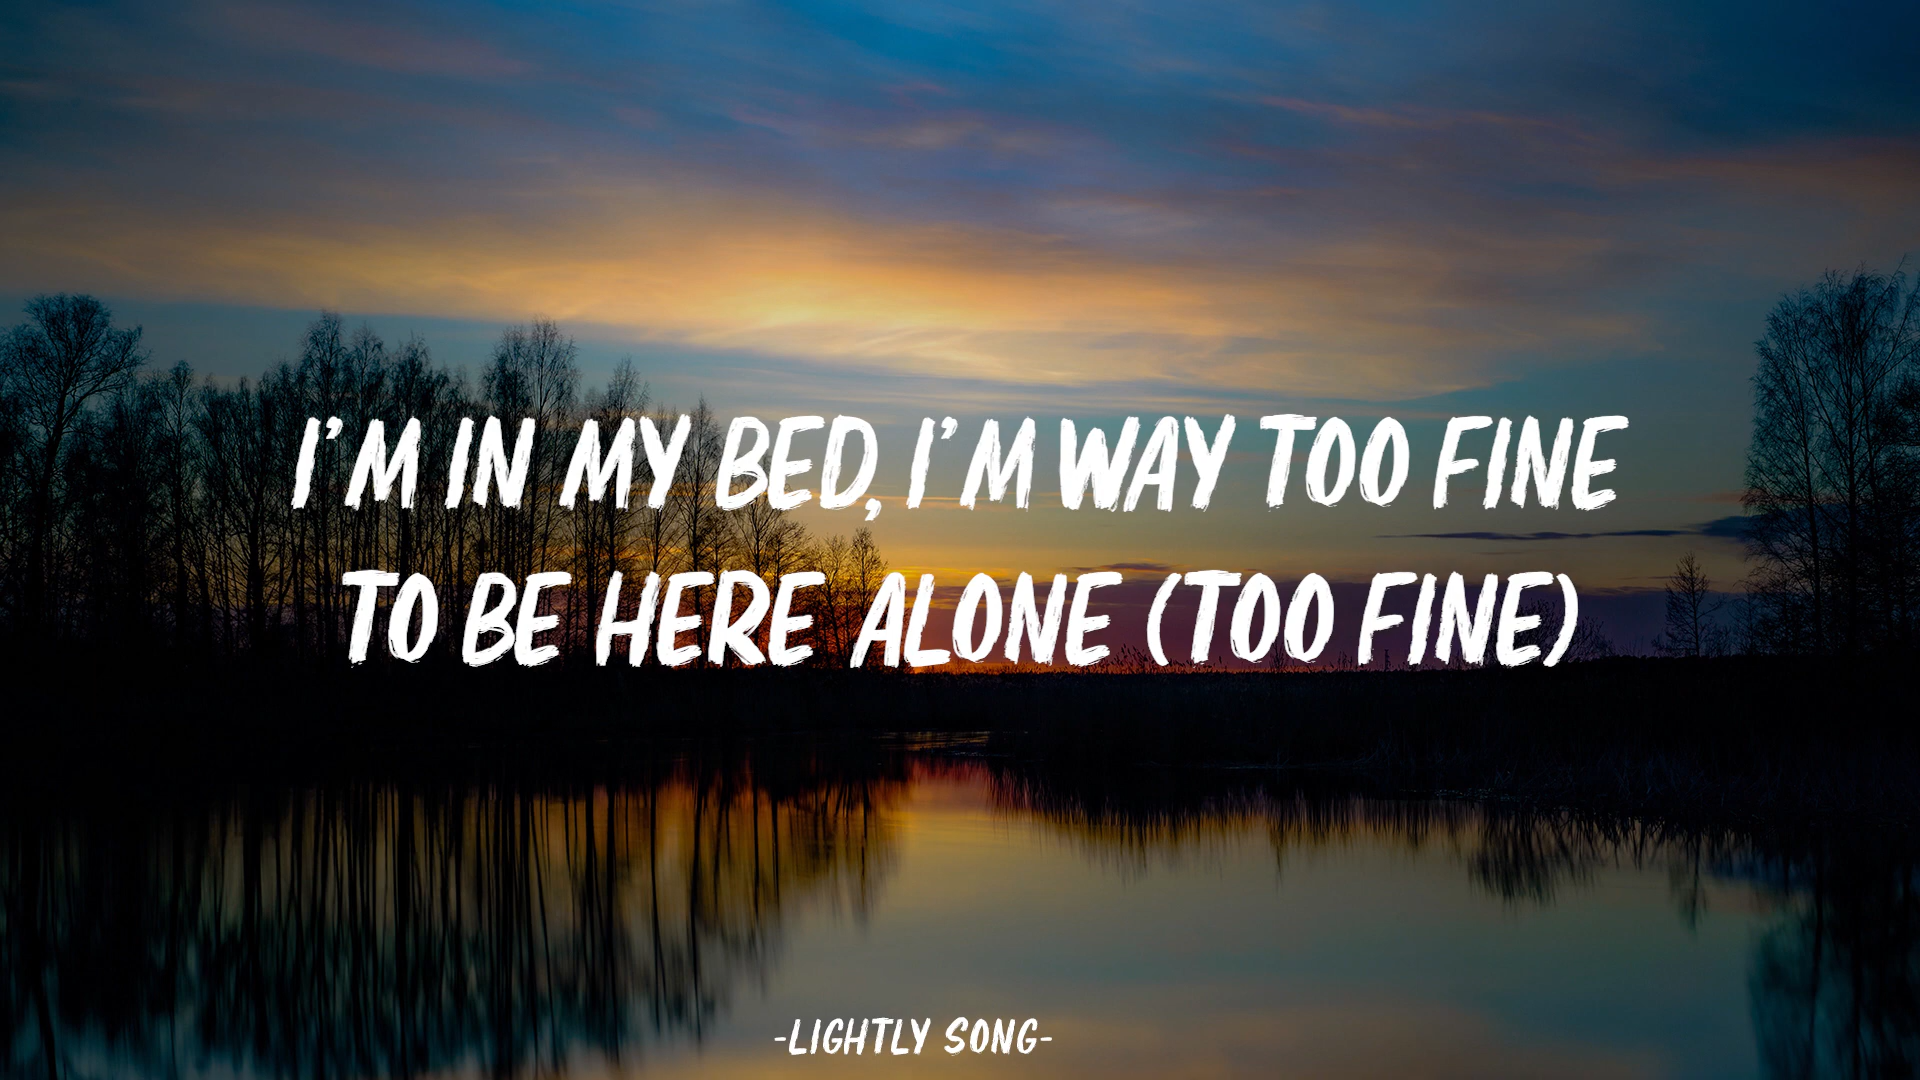 I'M IN MY BED, I'M WAY TOO FINE
TO BE HERE ALONE (TOO FINE)
-LIGHTLY SONG-